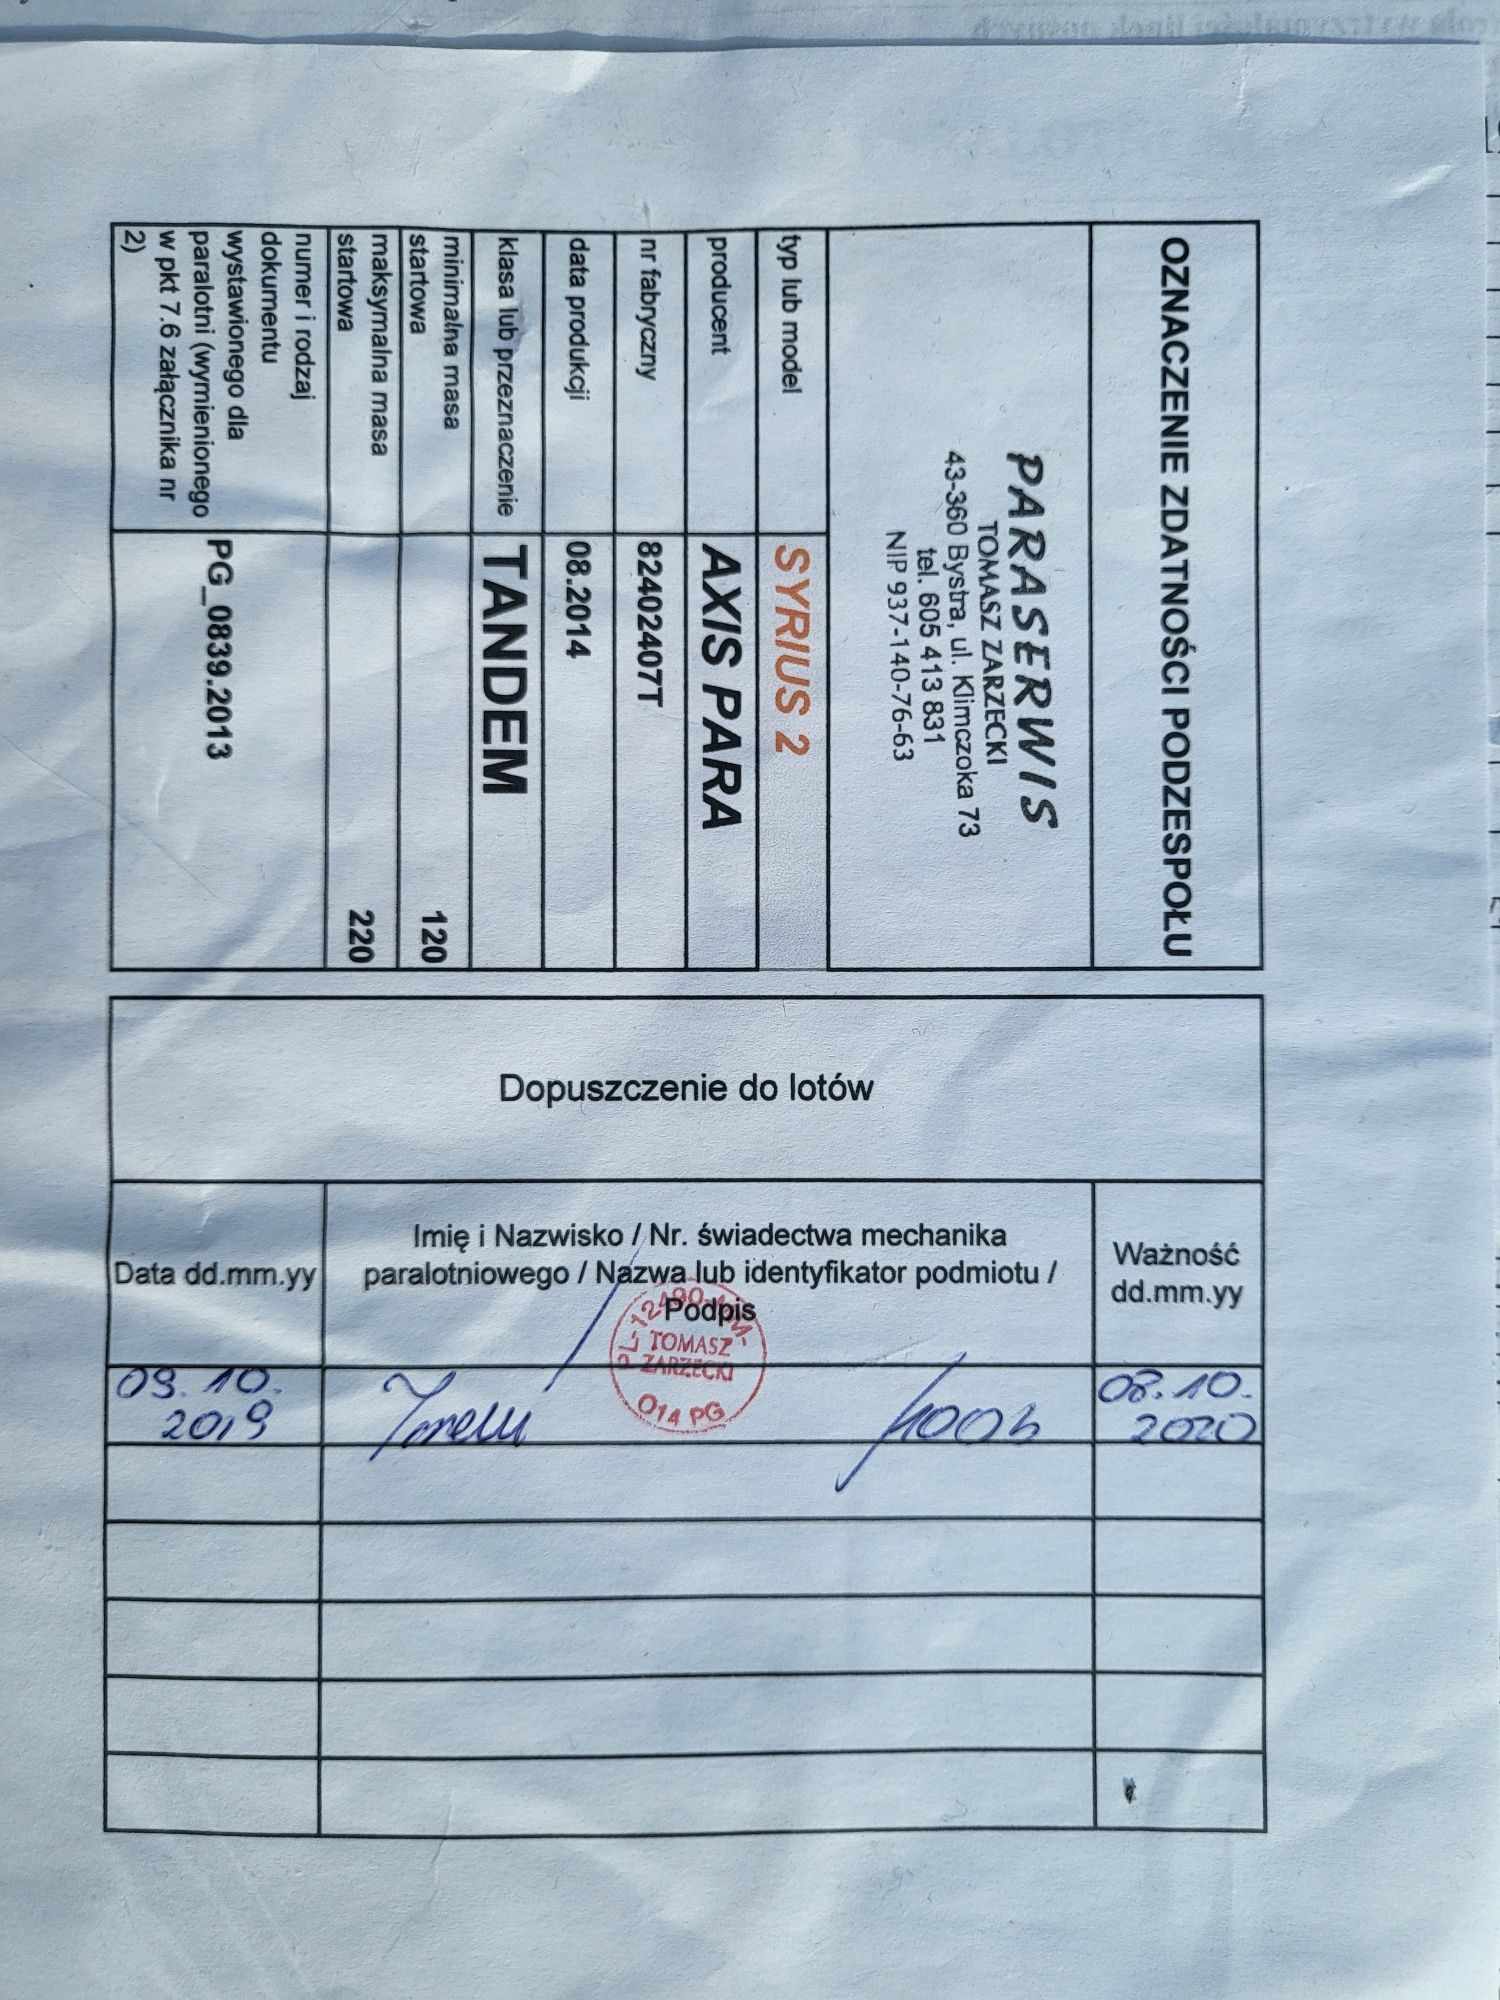 OZNACZENIE ZDATNOŚCI PODZESPOŁU
PARASERWIS
TOMASZ ZARZECKI
43-360 Bystra, ul. Klimczoka 73
tel. 605 413 831
NIP 937-140-76-63
typ lub model SYRIUS 2
producent AXIS PARA
nr fabryczny 82402407T
data produkcji 08.2014
klasa lub przeznaczenie TANDEM
minimalna masa
startowa 120
maksymalna masa
startowa 220
numer i rodzaj
dokumentu
wystawionego dla
paralotni (wymienionego
w pkt 7.6 załącznika nr
2)
PG_0839.2013
Dopuszczenie do lotów
Data dd.mm.yy
Imię i Nazwisko / Nr. świadectwa mechanika
paralotniowego / Nazwa lub identyfikator podmiotu /
Podpis
Ważność
dd.mm.yy
TOMASZ
ZARZECKI
014 PG
09.10.
2019
100h
08.10.
2020